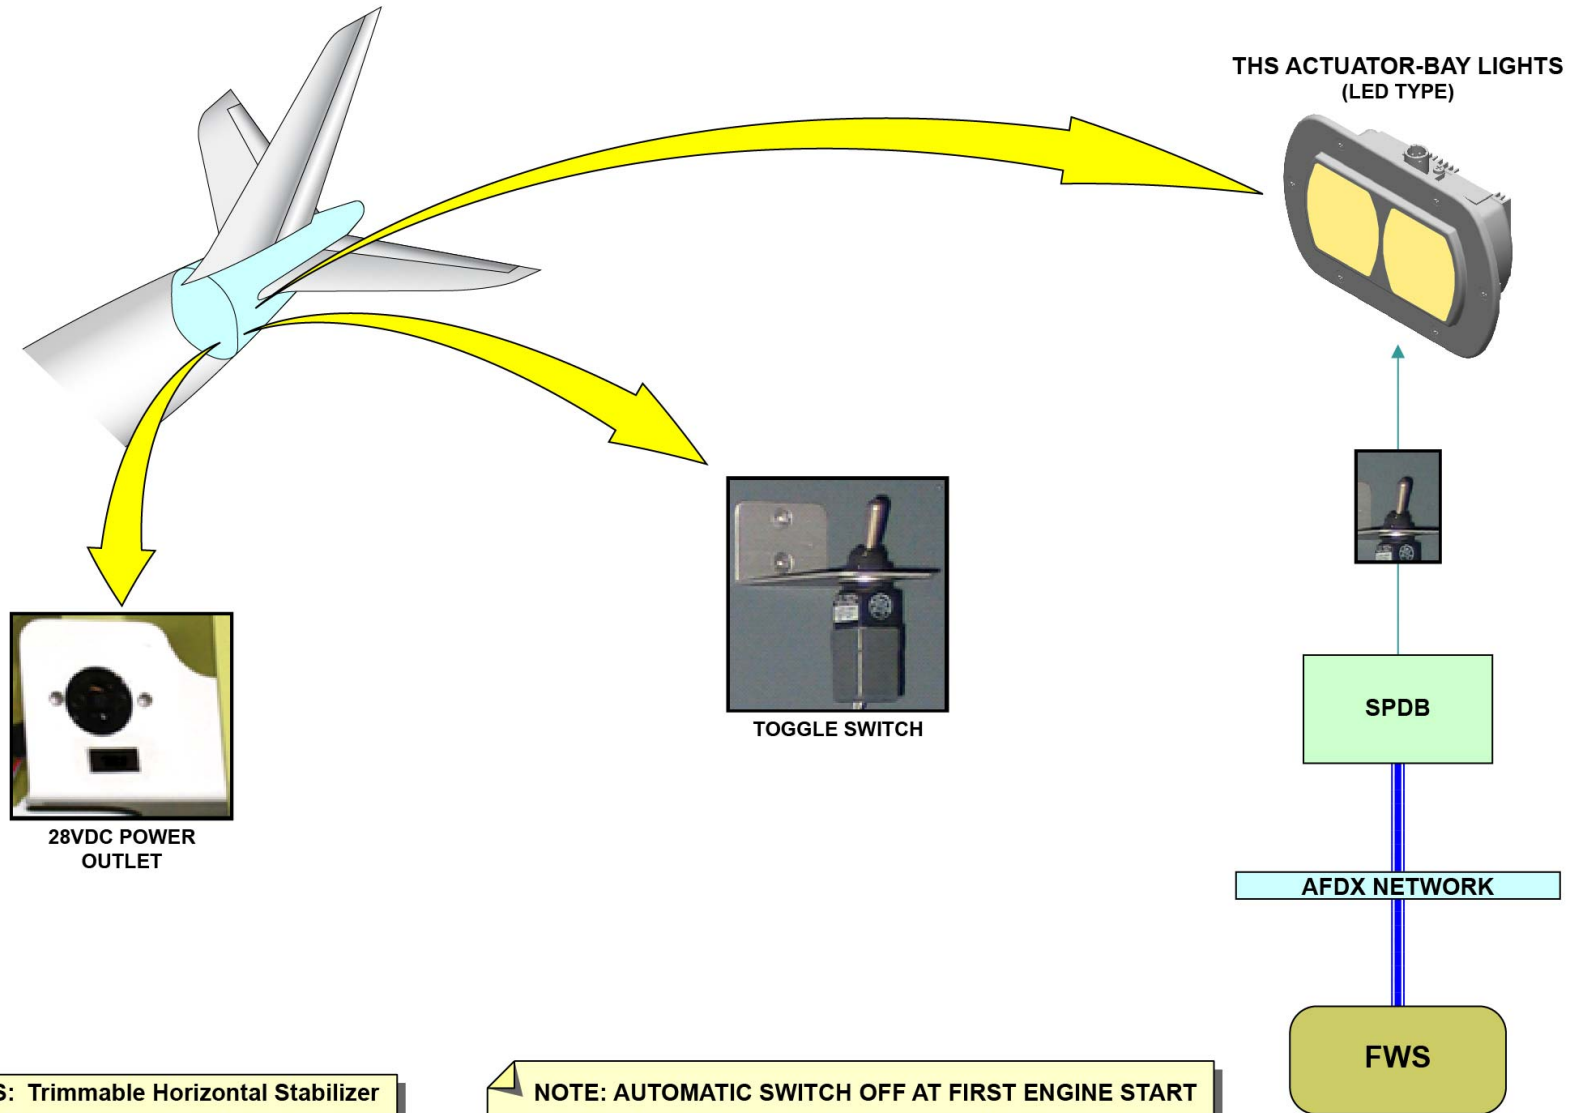 THS ACTUATOR-BAY LIGHTS
(LED TYPE)
TOGGLE SWITCH
28VDC POWER
OUTLET
SPDB
AFDX NETWORK
FWS
S: Trimmable Horizontal Stabilizer
NOTE: AUTOMATIC SWITCH OFF AT FIRST ENGINE START